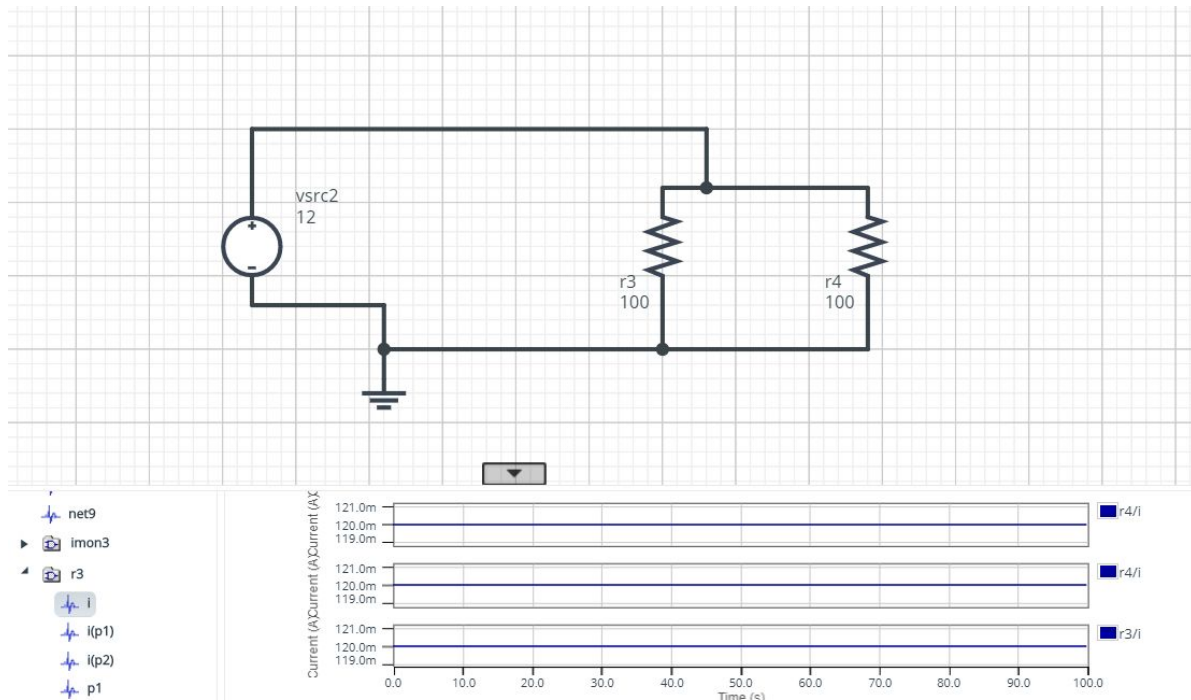 vsrc2
12
+
-
r3
100
r4
100
net9
imon3
r3
i
i(p1)
i(p2)
p1
Current (A)
121.0m
120.0m
119.0m
r4/i
Current (A)
121.0m
120.0m
119.0m
r4/i
Current (A)
121.0m
120.0m
119.0m
r3/i
0.0 10.0 20.0 30.0 40.0 50.0 60.0 70.0 80.0 90.0 100.0
Time (s)